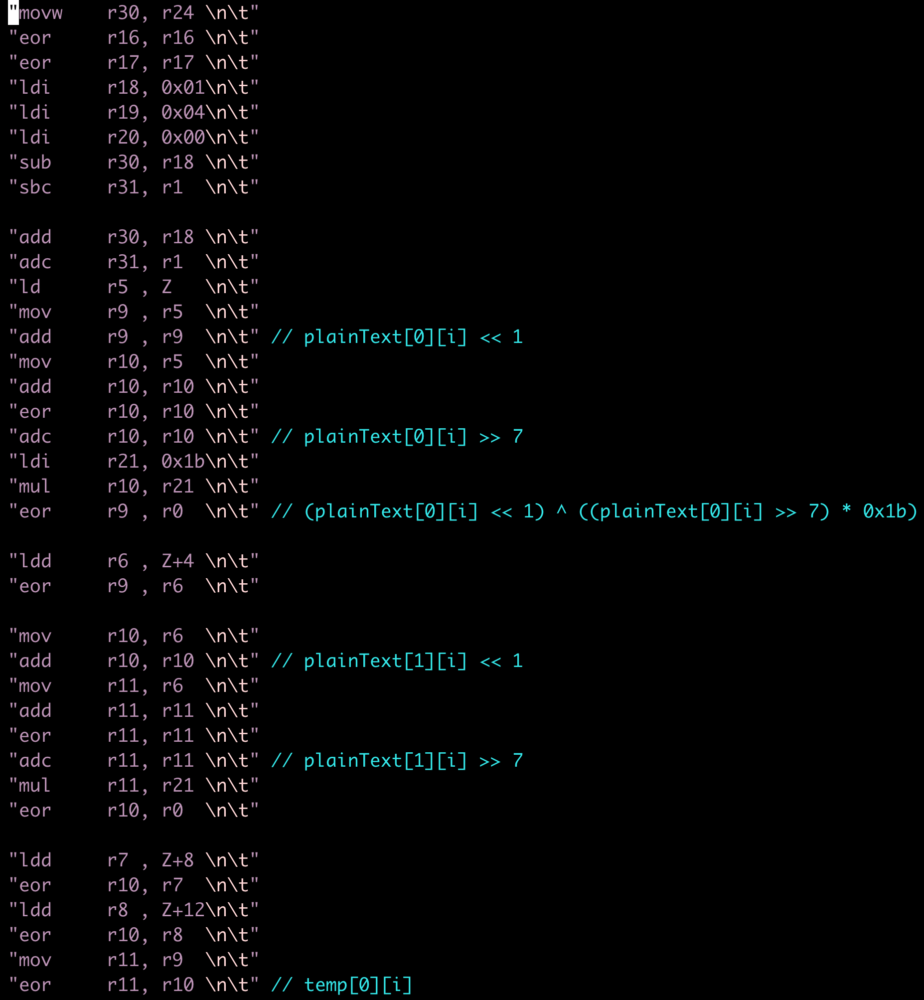 "movw    r30, r24 \n\t"
"eor     r16, r16 \n\t"
"eor     r17, r17 \n\t"
"ldi     r18, 0x01\n\t"
"ldi     r19, 0x04\n\t"
"ldi     r20, 0x00\n\t"
"sub     r30, r18 \n\t"
"sbc     r31, r1  \n\t"

"add     r30, r18 \n\t"
"adc     r31, r1  \n\t"
"ld      r5 , Z   \n\t"
"mov     r9 , r5  \n\t"
"add     r9 , r9  \n\t" // plainText[0][i] << 1
"mov     r10, r5  \n\t"
"add     r10, r10 \n\t"
"eor     r10, r10 \n\t"
"adc     r10, r10 \n\t" // plainText[0][i] >> 7
"ldi     r21, 0x1b\n\t"
"mul     r10, r21 \n\t"
"eor     r9 , r0  \n\t" // (plainText[0][i] << 1) ^ ((plainText[0][i] >> 7) * 0x1b)

"ldd     r6 , Z+4 \n\t"
"eor     r9 , r6  \n\t"

"mov     r10, r6  \n\t"
"add     r10, r10 \n\t" // plainText[1][i] << 1
"mov     r11, r6  \n\t"
"add     r11, r11 \n\t"
"eor     r11, r11 \n\t"
"adc     r11, r11 \n\t" // plainText[1][i] >> 7
"mul     r11, r21 \n\t"
"eor     r10, r0  \n\t"

"ldd     r7 , Z+8 \n\t"
"eor     r10, r7  \n\t"
"ldd     r8 , Z+12\n\t"
"eor     r10, r8  \n\t"
"mov     r11, r9  \n\t"
"eor     r11, r10 \n\t" // temp[0][i]